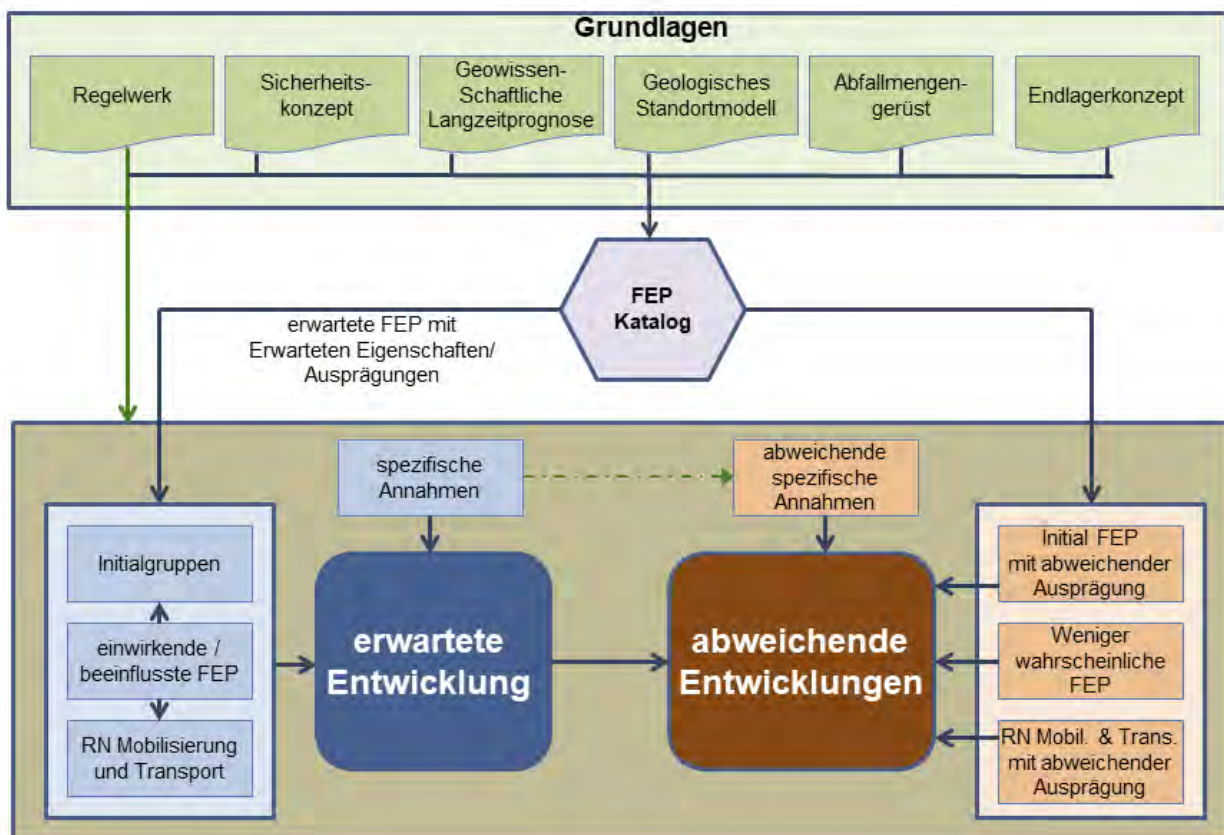 Grundlagen
Regelwerk
Sicherheits-
konzept
Geowissen-
Schaftliche
Langzeitprognose
Geologisches
Standortmodell
Abfallmengen-
gerüst
Endlagerkonzept
FEP
Katalog
erwartete FEP mit
Erwarteten Eigenschaften/
Ausprägungen
spezifische
Annahmen
abweichende
spezifische
Annahmen
Initialgruppen
einwirkende /
beeinflusste FEP
RN Mobilisierung
und Transport
erwartete
Entwicklung
abweichende
Entwicklungen
Initial FEP
mit abweichender
Ausprägung
Weniger
wahrscheinliche
FEP
RN Mobil. & Trans.
mit abweichender
Ausprägung